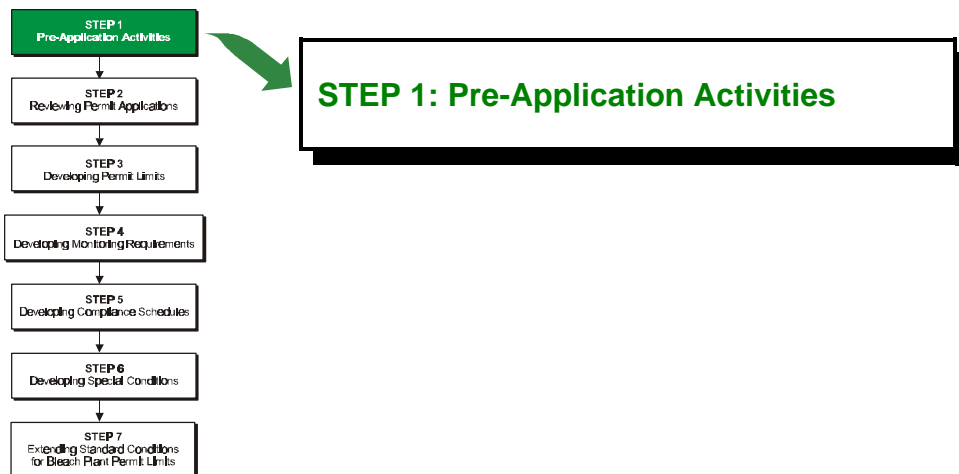 STEP 1
Pre-Application Activities
STEP 1: Pre-Application Activities
STEP 2
Reviewing Permit Applications
STEP 3
Developing Permit Limits
STEP 4
Developing Monitoring Requirements
STEP 5
Developing Compliance Schedules
STEP 6
Developing Special Conditions
STEP 7
Extending Standard Conditions
for Bleach Plant Permit Limits